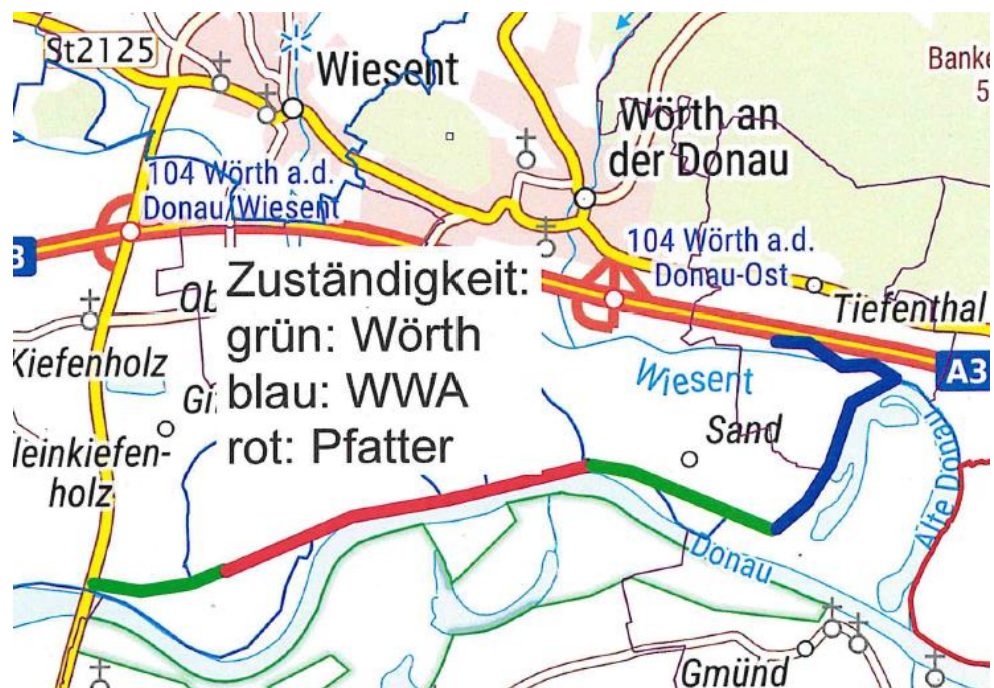 St2125
Wiesent
Banke
5
Wörth an
der Donau
104 Wörth a.d.
Donau/Wiesent
104 Wörth a.d.
Donau-Ost
3
Zuständigkeit:
grün: Wörth
blau: WWA
rot: Pfatter
Ob
Tiefenthal
Kiefenholz
A3
Wiesent
Gi
Sand
leinkiefen-
holz
Alte Donau
Donau
Gmünd